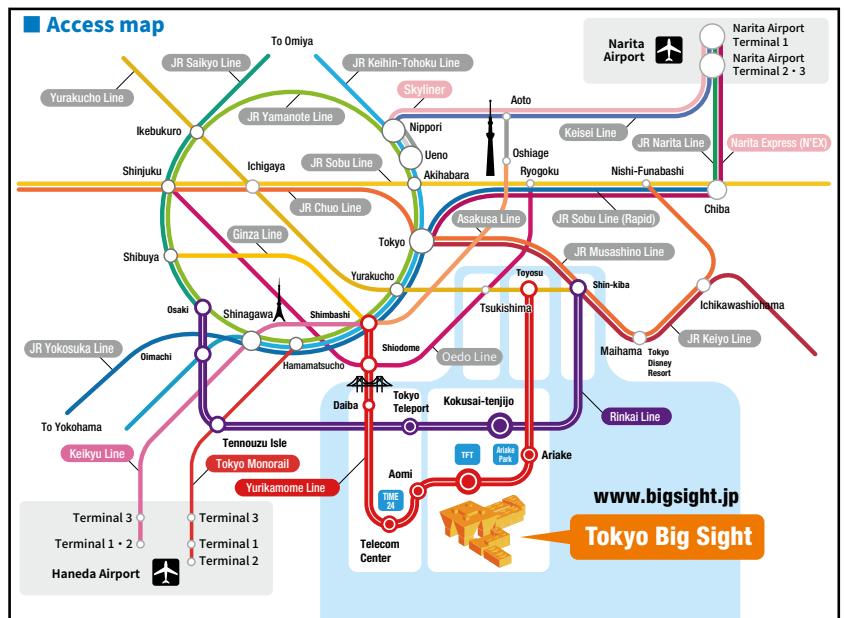 Access map
To Omiya
Narita
Airport
Narita Airport
Terminal 1
Narita Airport
Terminal 2・3
JR Saikyo Line
JR Keihin-Tohoku Line
Yurakucho Line
Skyliner
JR Yamanote Line
Aoto
Nippori
Keisei Line
Ikebukuro
JR Narita Line
Narita Express (N'EX)
Ueno
Oshiage
Ichigaya
JR Sobu Line
Shinjuku
Akihabara
Ryogoku
Nishi-Funabashi
JR Chuo Line
Asakusa Line
JR Sobu Line (Rapid)
Chiba
Ginza Line
Tokyo
JR Musashino Line
Shibuya
Yurakucho
Toyosu
Shin-kiba
Osaki
Shinagawa
Shimbashi
Tsukishima
Ichikawashiohama
JR Yokosuka Line
Oimachi
Hamamatsucho
Shiodome
Oedo Line
Maihama
Tokyo
Disney
Resort
JR Keiyo Line
Daiba
Tokyo
Teleport
Kokusai-tenjijo
Rinkai Line
To Yokohama
Tennouzu Isle
Keikyu Line
Tokyo Monorail
Yurikamome Line
Aomi
TFT
Ariake
Park
Ariake
TIME
24
www.bigsight.jp
Tokyo Big Sight
Telecom
Center
Terminal 3
Terminal 3
Terminal 1・2
Terminal 1
Terminal 2
Haneda Airport